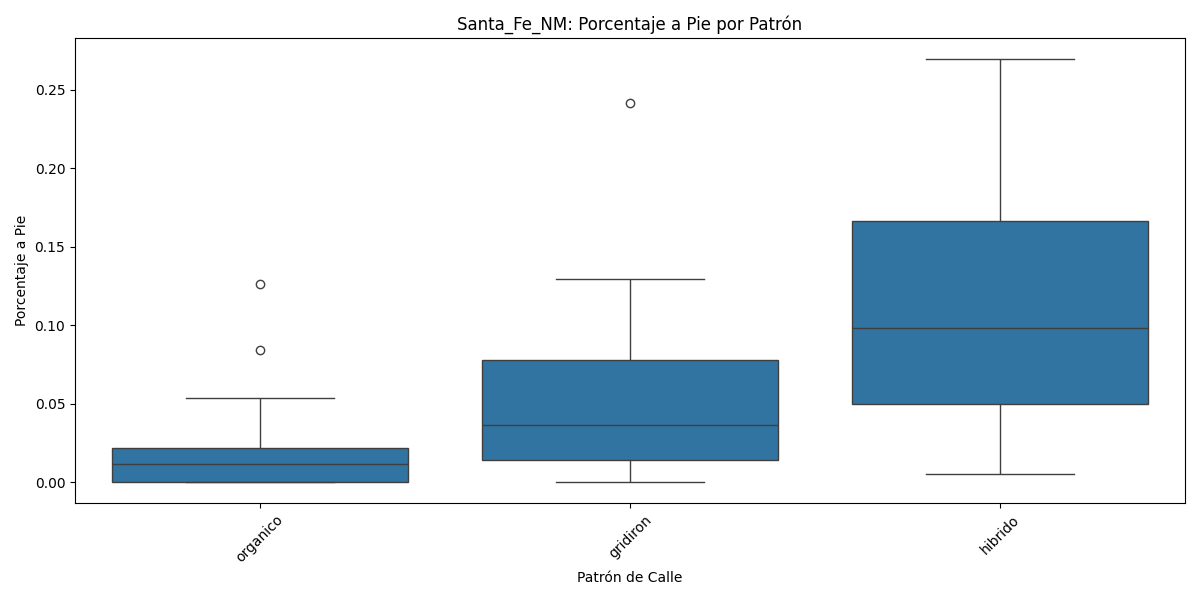 Santa_Fe_NM: Porcentaje a Pie por Patrón
Porcentaje a Pie
0.25
0.20
0.15
0.10
0.05
0.00
organico
gridiron
hibrido
Patrón de Calle